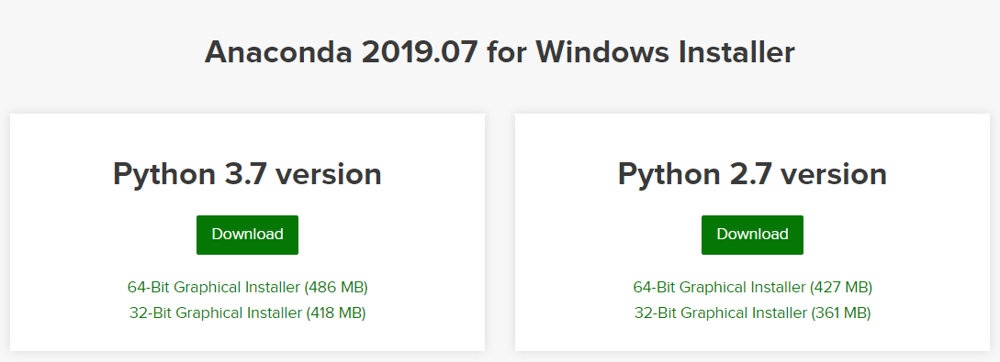 Anaconda 2019.07 for Windows Installer
Python 3.7 version
Download
64-Bit Graphical Installer (486 MB)
32-Bit Graphical Installer (418 MB)
Python 2.7 version
Download
64-Bit Graphical Installer (427 MB)
32-Bit Graphical Installer (361 MB)